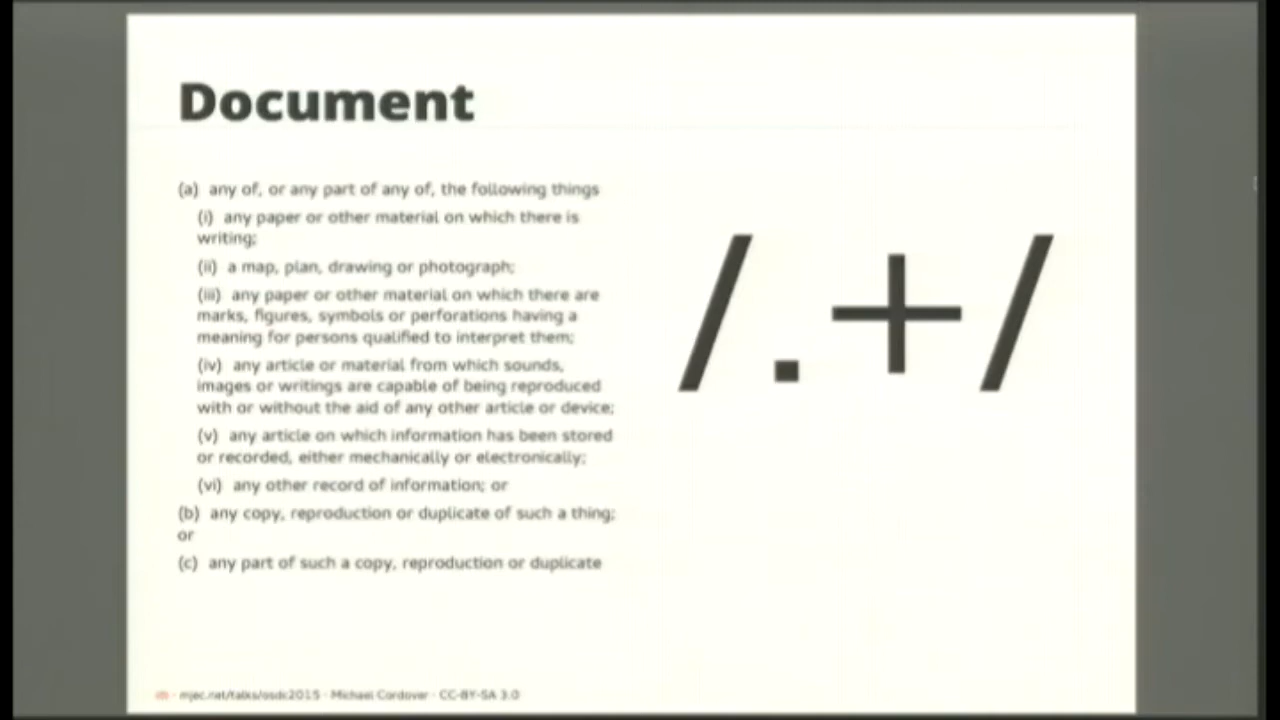 Document
(a) any of, or any part of any of, the following things
(i) any paper or other material on which there is
writing;
(ii) a map, plan, drawing or photograph;
(iii) any paper or other material on which there are
marks, figures, symbols or perforations having a
meaning for persons qualified to interpret them;
(iv) any article or material from which sounds,
images or writings are capable of being reproduced
with or without the aid of any other article or device;
(v) any article on which information has been stored
or recorded, either mechanically or electronically;
(vi) any other record of information; or
(b) any copy, reproduction or duplicate of such a thing;
or
(c) any part of such a copy, reproduction or duplicate
/.+/
mjec.net/talks/osdc2015 · Michael Cordover · CC-BY-SA 3.0